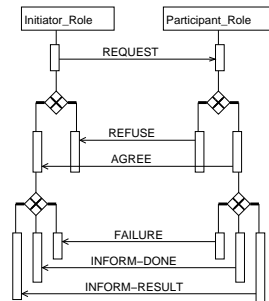 Initiator_Role
Participant_Role
REQUEST
REFUSE
AGREE
FAILURE
INFORM−DONE
INFORM−RESULT